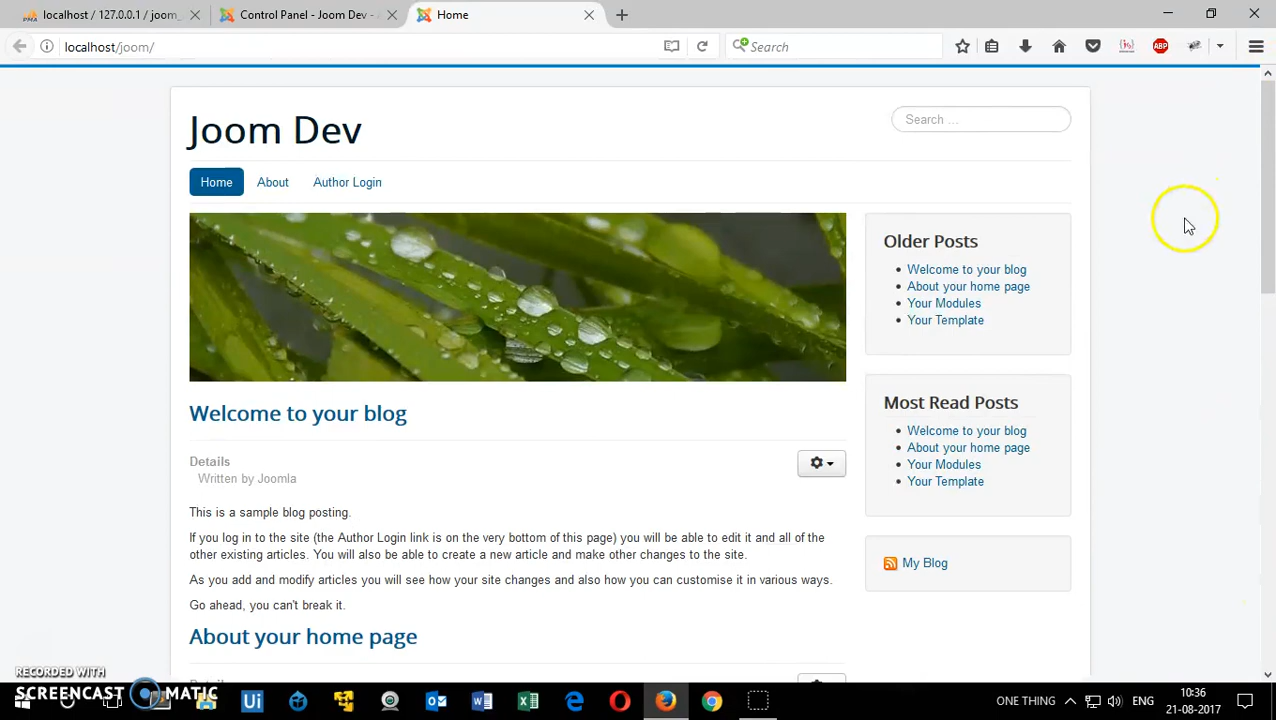 localhost / 127.0.0.1 / joom_
Control Panel - Joom Dev -
Home
localhost/joom/
Search
ABP
Joom Dev
Search ...
Home
About
Author Login
Older Posts
Welcome to your blog
About your home page
Your Modules
Your Template
Welcome to your blog
Most Read Posts
Welcome to your blog
About your home page
Your Modules
Your Template
Details
Written by Joomla
This is a sample blog posting.
If you log in to the site (the Author Login link is on the very bottom of this page) you will be able to edit it and all of the
other existing articles. You will also be able to create a new article and make other changes to the site.
As you add and modify articles you will see how your site changes and also how you can customise it in various ways.
Go ahead, you can't break it.
My Blog
About your home page
RECORDED WITH
SCREENCAST MATIC
Ui
ONE THING
ENG
10:36
21-08-2017